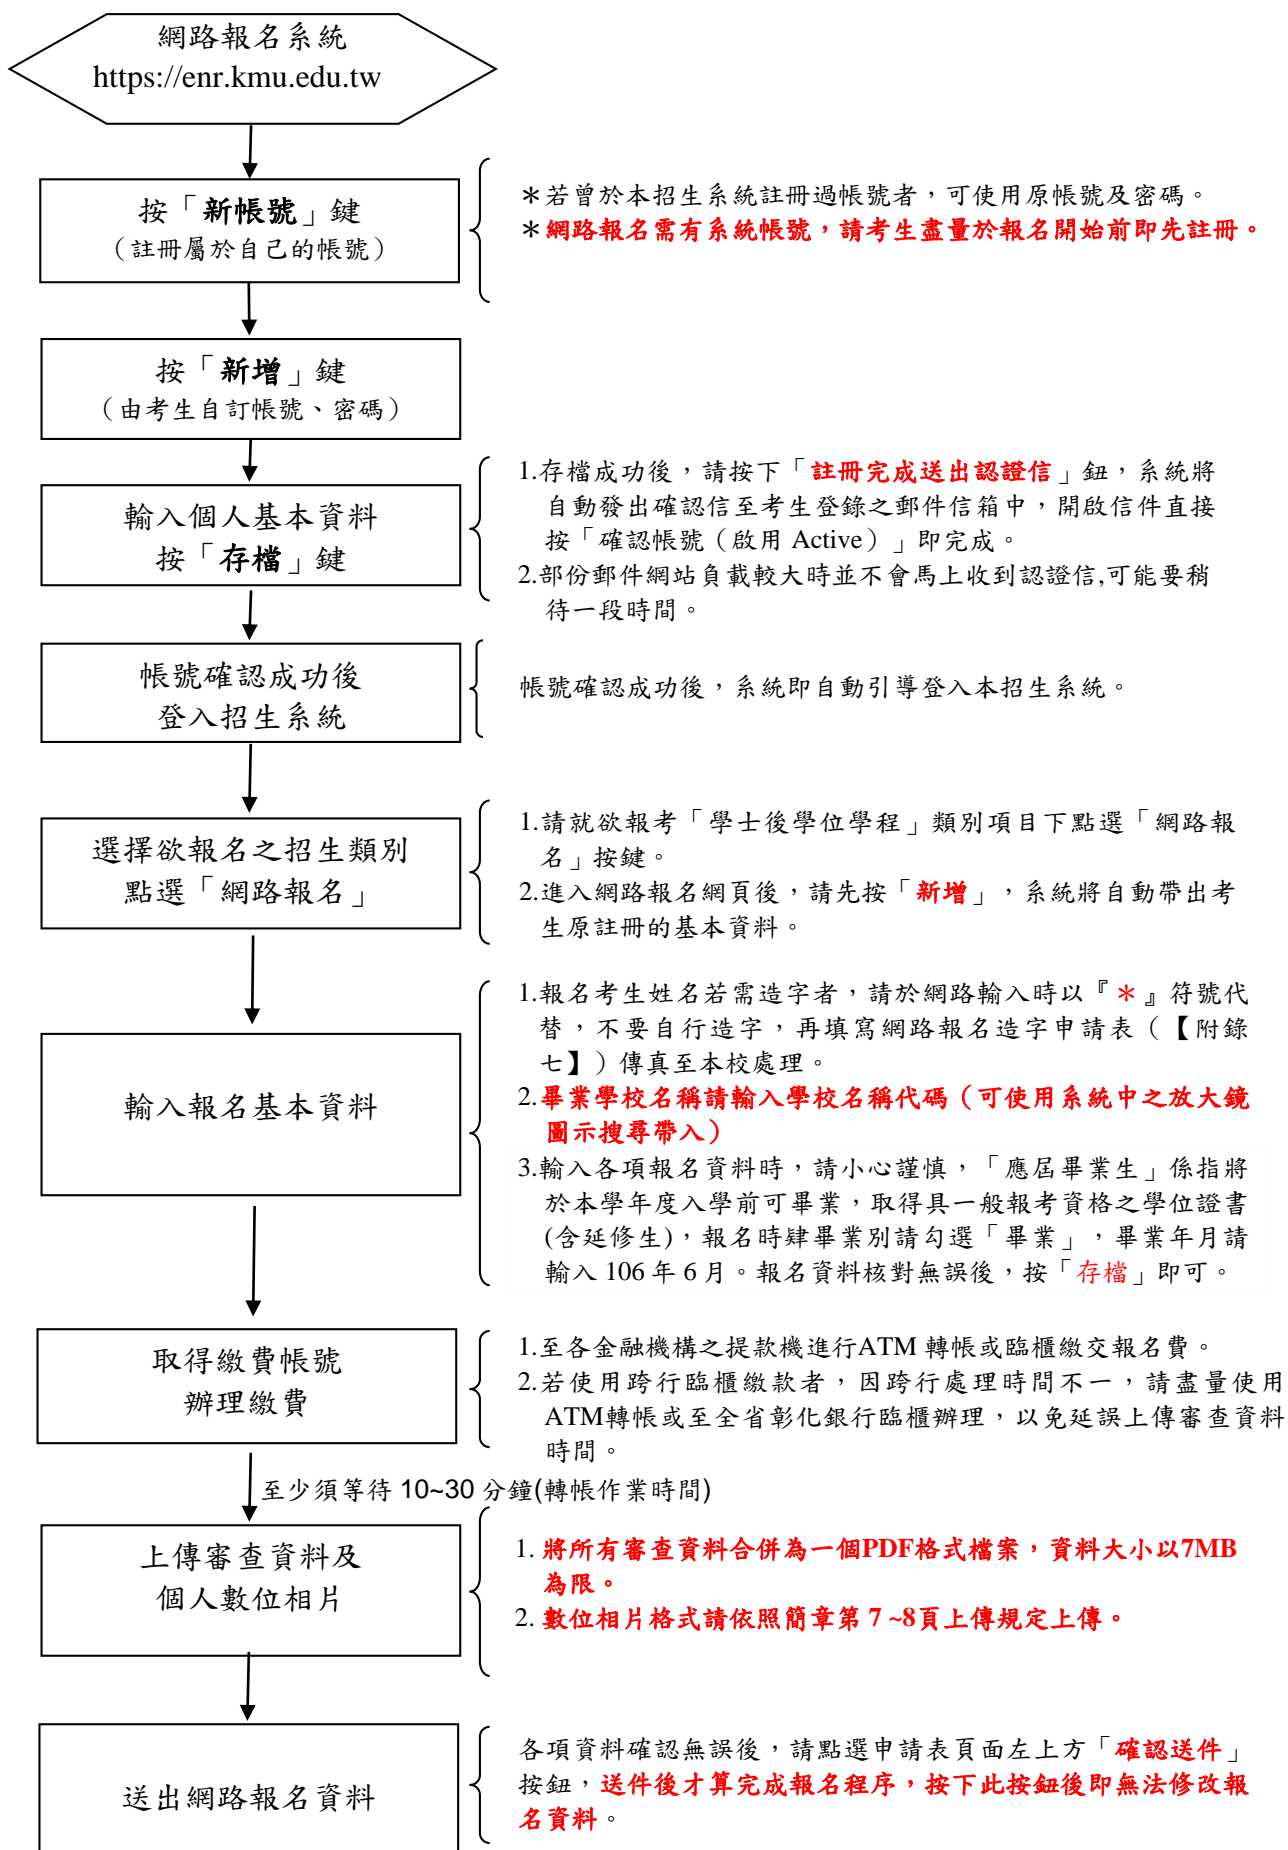 網路報名系統
https://enr.kmu.edu.tw
按「新帳號」鍵
（註冊屬於自己的帳號）
＊若曾於本招生系統註冊過帳號者，可使用原帳號及密碼。
＊網路報名需有系統帳號，請考生盡量於報名開始前即先註冊。
按「新增」鍵
（由考生自訂帳號、密碼）
輸入個人基本資料
按「存檔」鍵
1.存檔成功後，請按下「註冊完成送出認證信」鈕，系統將
自動發出確認信至考生登錄之郵件信箱中，開啟信件直接
按「確認帳號（啟用 Active）」即完成。
2.部份郵件網站負載較大時並不會馬上收到認證信,可能要稍
待一段時間。
帳號確認成功後
登入招生系統
帳號確認成功後，系統即自動引導登入本招生系統。
選擇欲報名之招生類別
點選「網路報名」
1.請就欲報考「學士後學位學程」類別項目下點選「網路報
名」按鍵。
2.進入網路報名網頁後，請先按「新增」，系統將自動帶出考
生原註冊的基本資料。
輸入報名基本資料
1.報名考生姓名若需造字者，請於網路輸入時以『＊』符號代
替，不要自行造字，再填寫網路報名造字申請表（【附錄
七】）傳真至本校處理。
2.畢業學校名稱請輸入學校名稱代碼（可使用系統中之放大鏡
圖示搜尋帶入）
3.輸入各項報名資料時，請小心謹慎，「應屆畢業生」係指將
於本學年度入學前可畢業，取得具一般報考資格之學位證書
(含延修生)，報名時肄畢業別請勾選「畢業」，畢業年月請
輸入 106 年 6 月。報名資料核對無誤後，按「存檔」即可。
取得繳費帳號
辦理繳費
1.至各金融機構之提款機進行ATM 轉帳或臨櫃繳交報名費。
2.若使用跨行臨櫃繳款者，因跨行處理時間不一，請盡量使用
ATM轉帳或至全省彰化銀行臨櫃辦理，以免延誤上傳審查資料
時間。
至少須等待 10~30 分鐘(轉帳作業時間)
上傳審查資料及
個人數位相片
1. 將所有審查資料合併為一個PDF格式檔案，資料大小以7MB
為限。
2. 數位相片格式請依照簡章第 7 ~8頁上傳規定上傳。
送出網路報名資料
各項資料確認無誤後，請點選申請表頁面左上方「確認送件」
按鈕，送件後才算完成報名程序，按下此按鈕後即無法修改報
名資料。